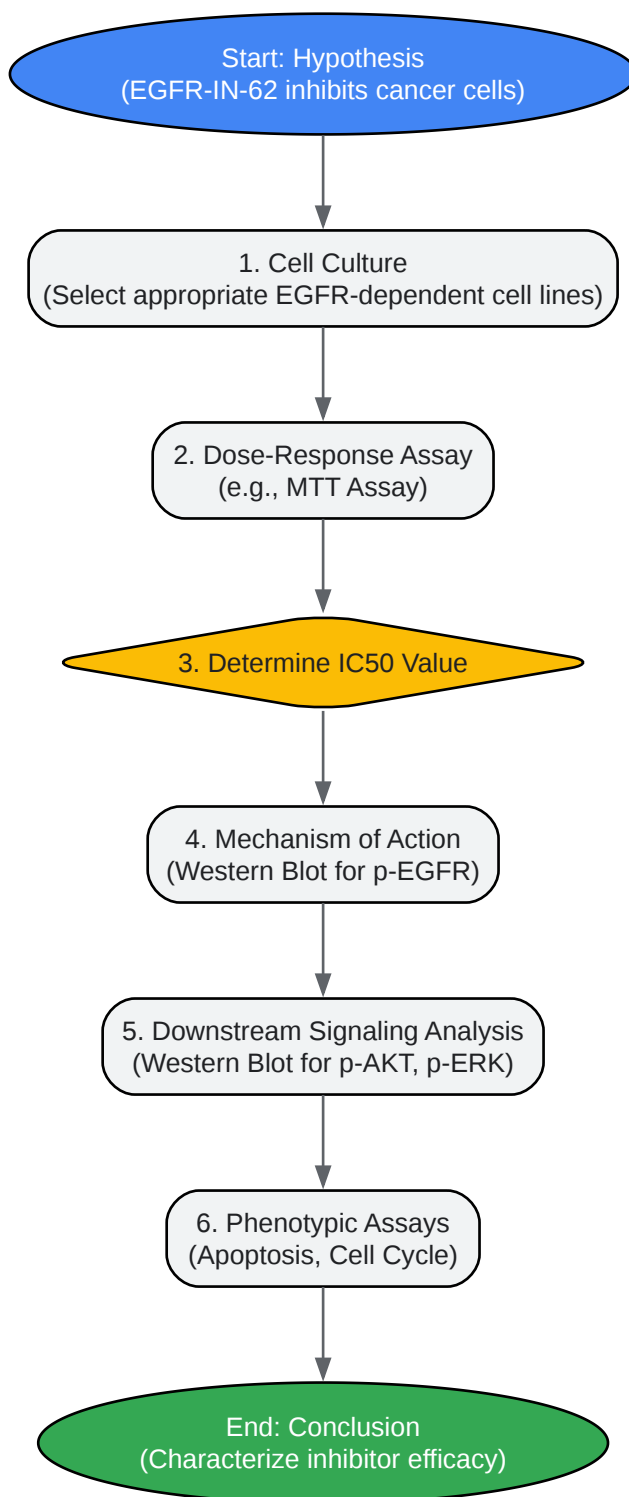 Start: Hypothesis
(EGFR-IN-62 inhibits cancer cells)
1. Cell Culture
(Select appropriate EGFR-dependent cell lines)
2. Dose-Response Assay
(e.g., MTT Assay)
3. Determine IC50 Value
4. Mechanism of Action
(Western Blot for p-EGFR)
5. Downstream Signaling Analysis
(Western Blot for p-AKT, p-ERK)
6. Phenotypic Assays
(Apoptosis, Cell Cycle)
End: Conclusion
(Characterize inhibitor efficacy)